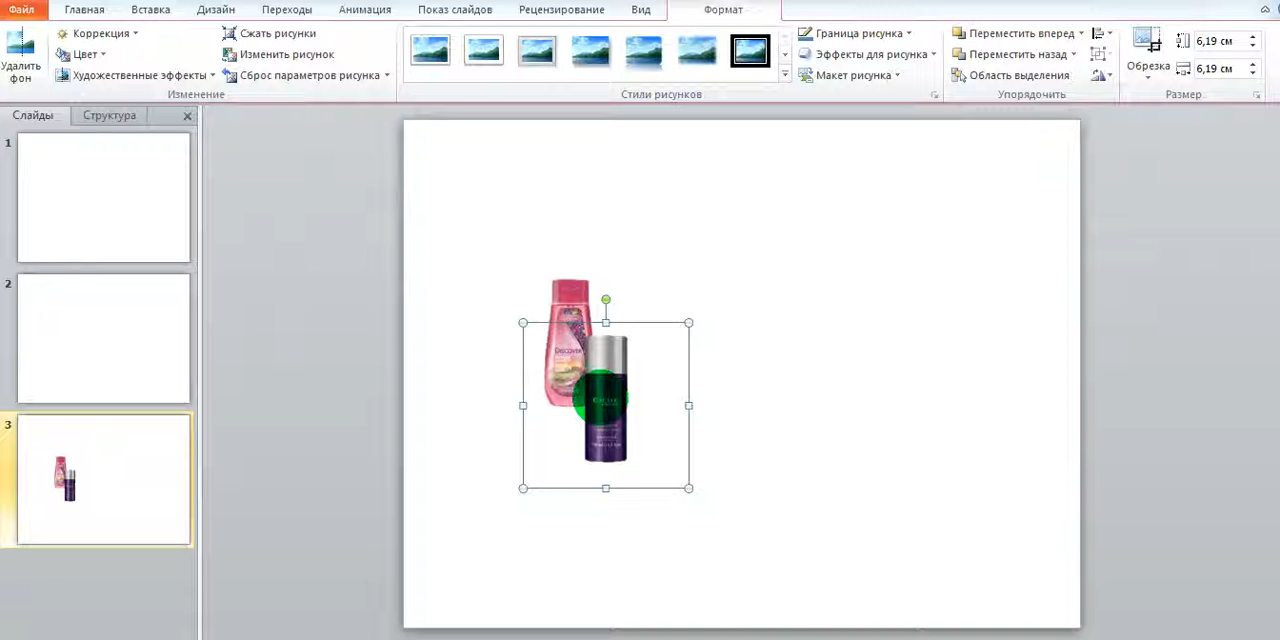 Файл Главная Вставка Дизайн Переходы Анимация Показ слайдов Рецензирование Вид Формат
Удалить фон
Коррекция
Цвет
Художественные эффекты
Сжать рисунки
Изменить рисунок
Сброс параметров рисунка
Изменение
Стили рисунков
Граница рисунка
Эффекты для рисунка
Макет рисунка
Переместить вперед
Переместить назад
Область выделения
Упорядочить
Обрезка
6,19 см
6,19 см
Размер
Слайды Структура
1
2
3
Discover